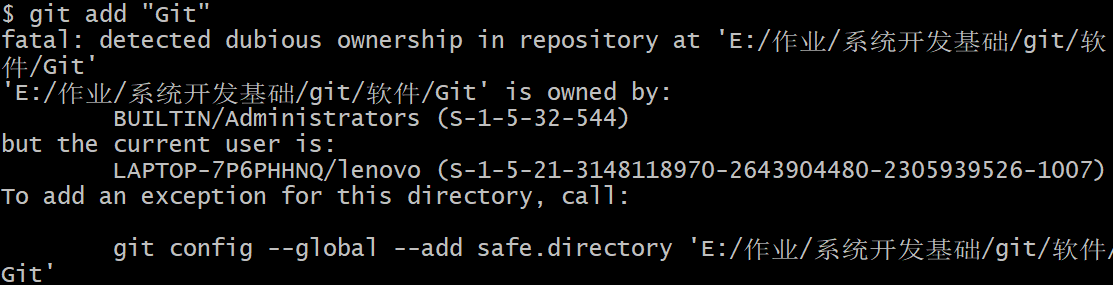 $ git add "Git"
fatal: detected dubious ownership in repository at 'E:/作业/系统开发基础/git/软
件/Git'
'E:/作业/系统开发基础/git/软件/Git' is owned by:
        BUILTIN/Administrators (S-1-5-32-544)
but the current user is:
        LAPTOP-7P6PHHNQ/lenovo (S-1-5-21-3148118970-2643904480-2305939526-1007)
To add an exception for this directory, call:
        git config --global --add safe.directory 'E:/作业/系统开发基础/git/软件/
Git'